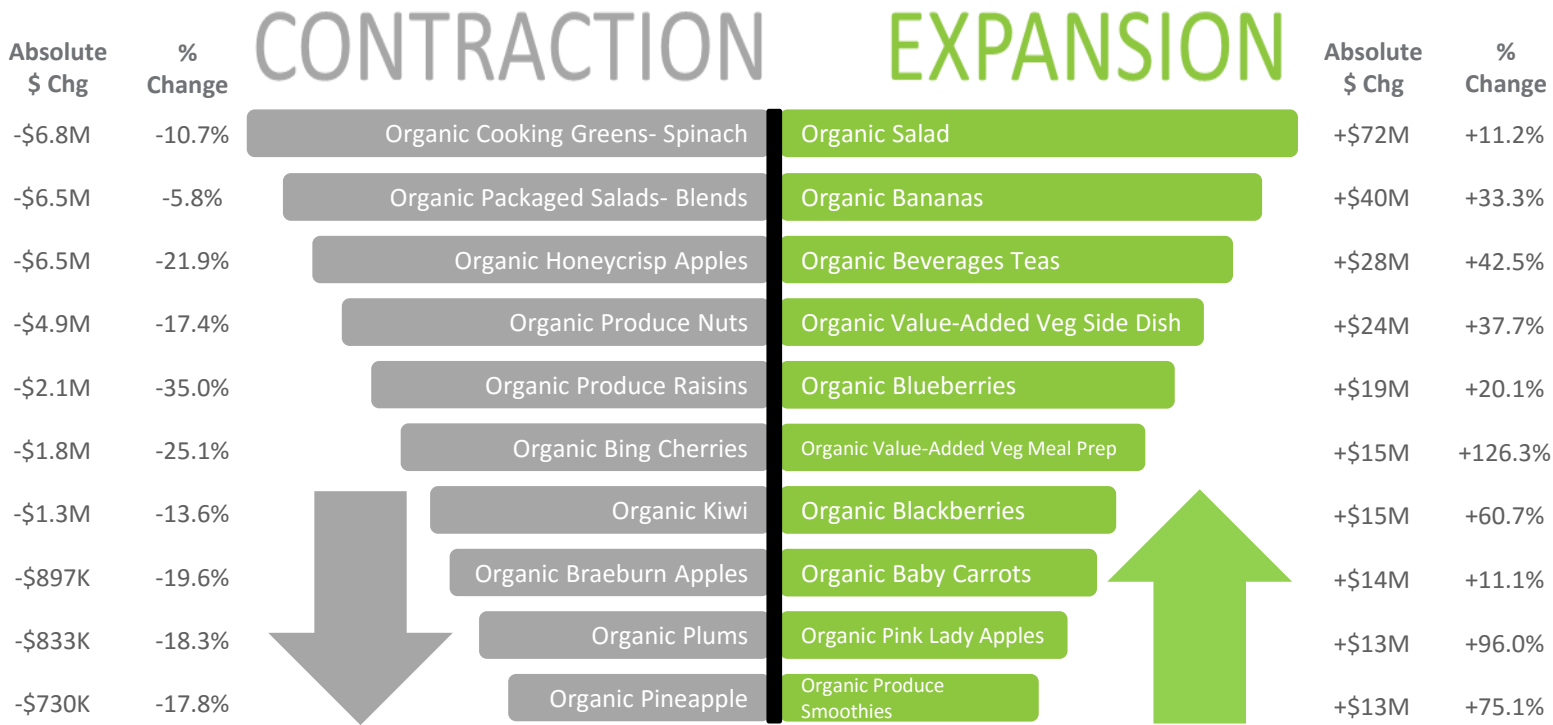 CONTRACTION EXPANSION
Absolute $ Chg % Change Absolute $ Chg % Change
-$6.8M -10.7% Organic Cooking Greens- Spinach Organic Salad +$72M +11.2%
-$6.5M -5.8% Organic Packaged Salads- Blends Organic Bananas +$40M +33.3%
-$6.5M -21.9% Organic Honeycrisp Apples Organic Beverages Teas +$28M +42.5%
-$4.9M -17.4% Organic Produce Nuts Organic Value-Added Veg Side Dish +$24M +37.7%
-$2.1M -35.0% Organic Produce Raisins Organic Blueberries +$19M +20.1%
-$1.8M -25.1% Organic Bing Cherries Organic Value-Added Veg Meal Prep +$15M +126.3%
-$1.3M -13.6% Organic Kiwi Organic Blackberries +$15M +60.7%
-$897K -19.6% Organic Braeburn Apples Organic Baby Carrots +$14M +11.1%
-$833K -18.3% Organic Plums Organic Pink Lady Apples +$13M +96.0%
-$730K -17.8% Organic Pineapple Organic Produce Smoothies +$13M +75.1%